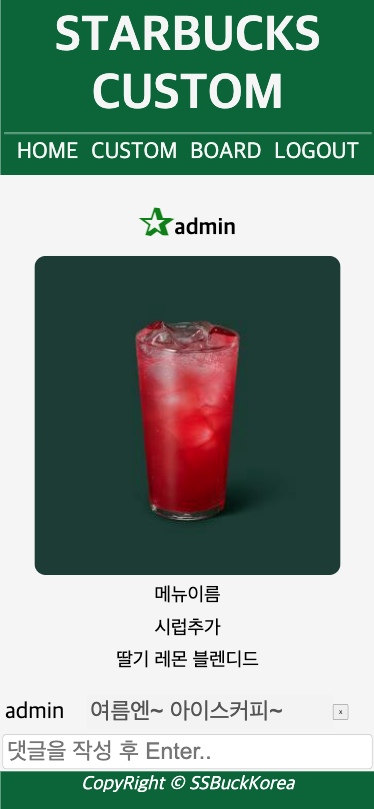 STARBUCKS
CUSTOM
HOME CUSTOM BOARD LOGOUT
admin
메뉴이름
시럽추가
딸기 레몬 블렌디드
admin 여름엔~ 아이스커피~ x
댓글을 작성 후 Enter..
CopyRight © SSBuckKorea